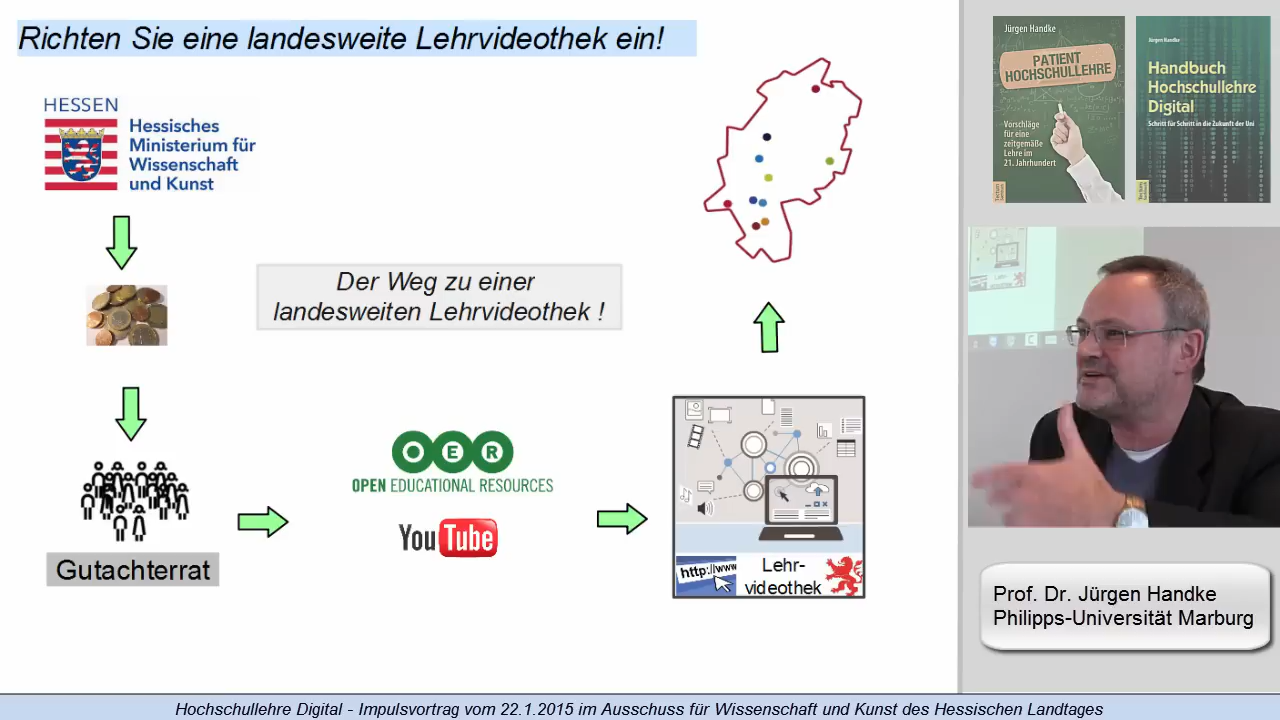 Richten Sie eine landesweite Lehrvideothek ein!
HESSEN
Hessisches
Ministerium für
Wissenschaft
und Kunst
Der Weg zu einer
landesweiten Lehrvideothek !
Gutachterrat
OER
OPEN EDUCATIONAL RESOURCES
YouTube
http://www
Lehr-
videothek
Jürgen Handke
PATIENT
HOCHSCHULLEHRE
Vorschläge
für eine
zeitgemäße
Lehre im
21. Jahrhundert
Jürgen Handke
Handbuch
Hochschullehre
Digital
Schritt für Schritt in die Zukunft der Uni
Prof. Dr. Jürgen Handke
Philipps-Universität Marburg
Hochschullehre Digital - Impulsvortrag vom 22.1.2015 im Ausschuss für Wissenschaft und Kunst des Hessischen Landtages